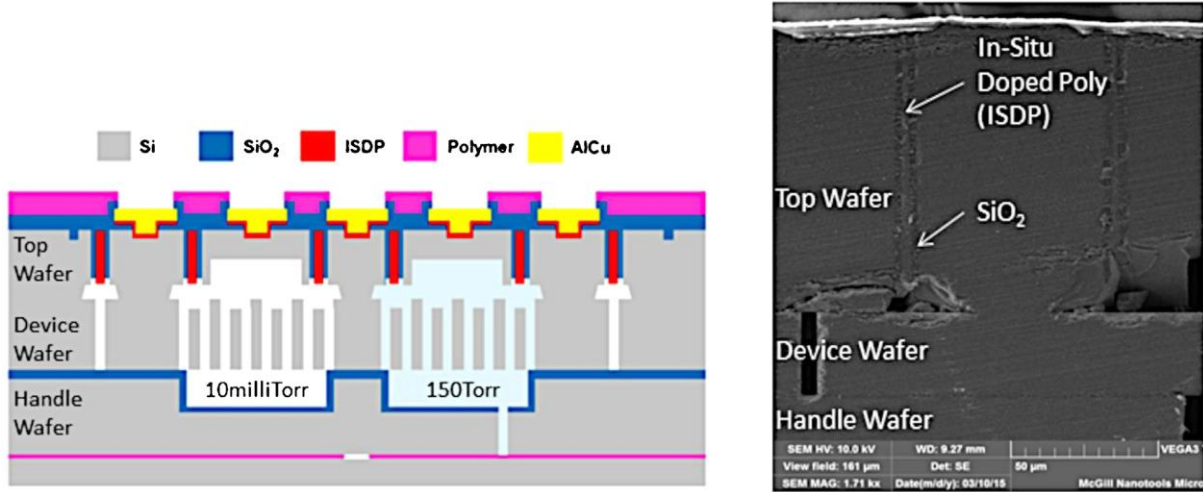 Si
SiO₂
ISDP
Polymer
AlCu
Top
Wafer
Device
Wafer
Handle
Wafer
10milliTorr
150Torr
In-Situ
Doped Poly
(ISDP)
Top Wafer
SiO₂
Device Wafer
Handle Wafer
SEM HV: 10.0 kV
WD: 9.27 mm
VEGA3
View field: 161 µm
Det: SE
50 µm
SEM MAG: 1.71 kx
Date(m/d/y): 03/10/15
McGill Nanotools Micro